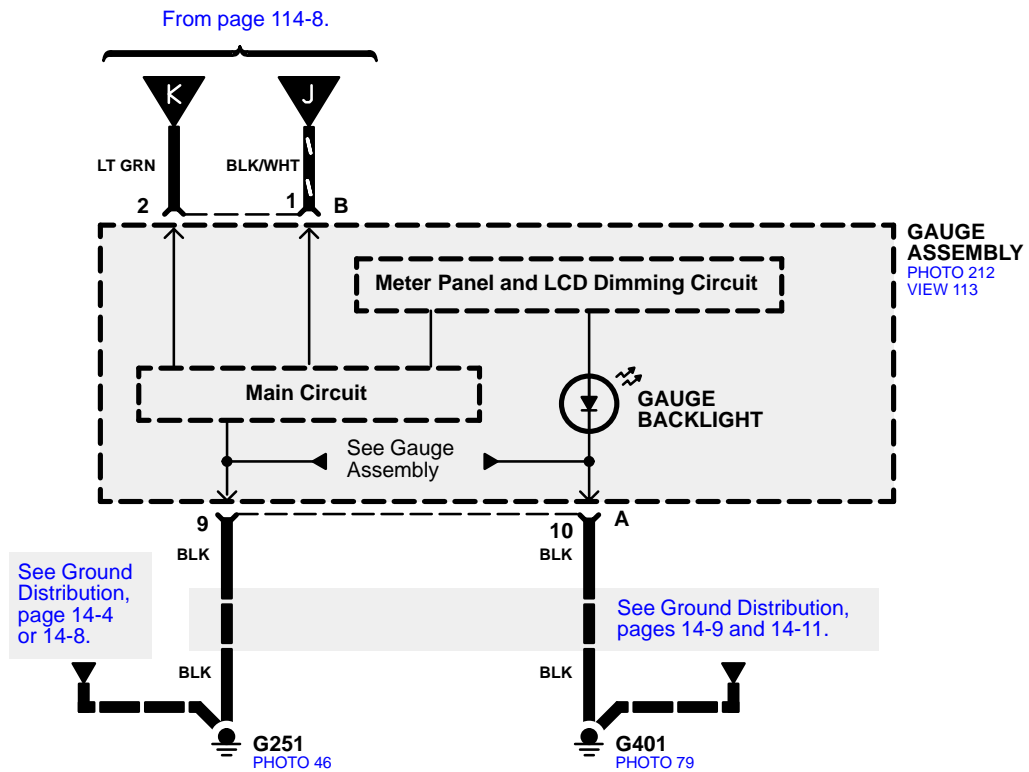 From page 114-8.
K
J
LT GRN
BLK/WHT
2
1
B
GAUGE
ASSEMBLY
PHOTO 212
VIEW 113
Meter Panel and LCD Dimming Circuit
Main Circuit
GAUGE
BACKLIGHT
See Gauge
Assembly
9
10
A
BLK
BLK
See Ground
Distribution,
page 14-4
or 14-8.
See Ground Distribution,
pages 14-9 and 14-11.
BLK
BLK
G251
PHOTO 46
G401
PHOTO 79